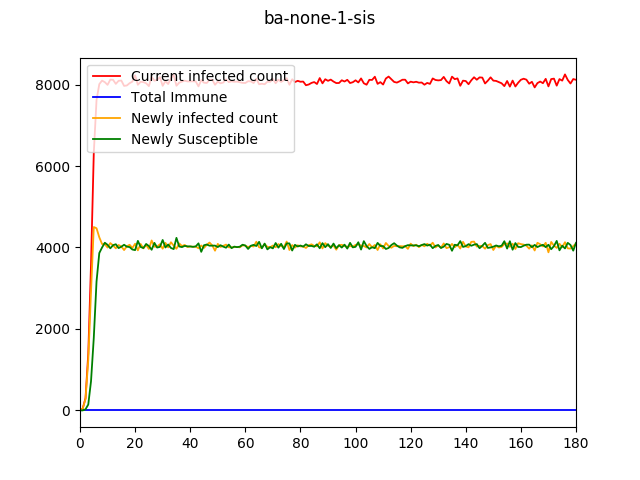 ba-none-1-sis
8000
6000
4000
2000
0
Current infected count
Total Immune
Newly infected count
Newly Susceptible
0 20 40 60 80 100 120 140 160 180